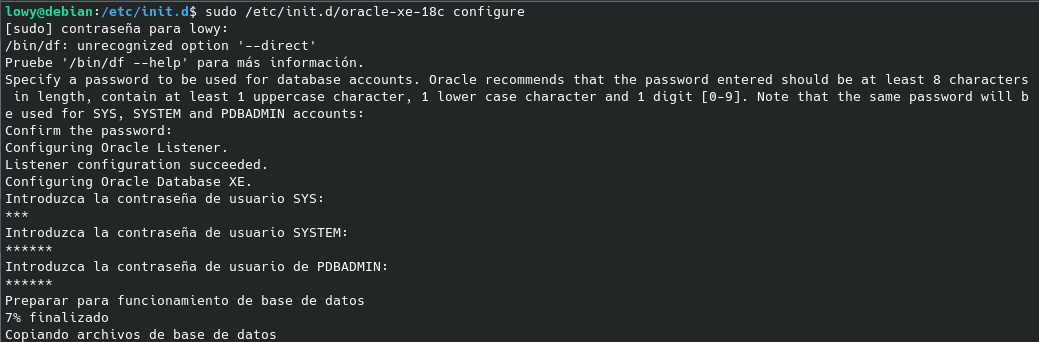 lowy@debian:/etc/init.d$ sudo /etc/init.d/oracle-xe-18c configure
[sudo] contraseña para lowy:
/bin/df: unrecognized option '--direct'
Pruebe '/bin/df --help' para más información.
Specify a password to be used for database accounts. Oracle recommends that the password entered should be at least 8 characters
 in length, contain at least 1 uppercase character, 1 lower case character and 1 digit [0-9]. Note that the same password will b
e used for SYS, SYSTEM and PDBADMIN accounts:
Confirm the password:
Configuring Oracle Listener.
Listener configuration succeeded.
Configuring Oracle Database XE.
Introduzca la contraseña de usuario SYS:
***
Introduzca la contraseña de usuario SYSTEM:
******
Introduzca la contraseña de usuario de PDBADMIN:
******
Preparar para funcionamiento de base de datos
7% finalizado
Copiando archivos de base de datos